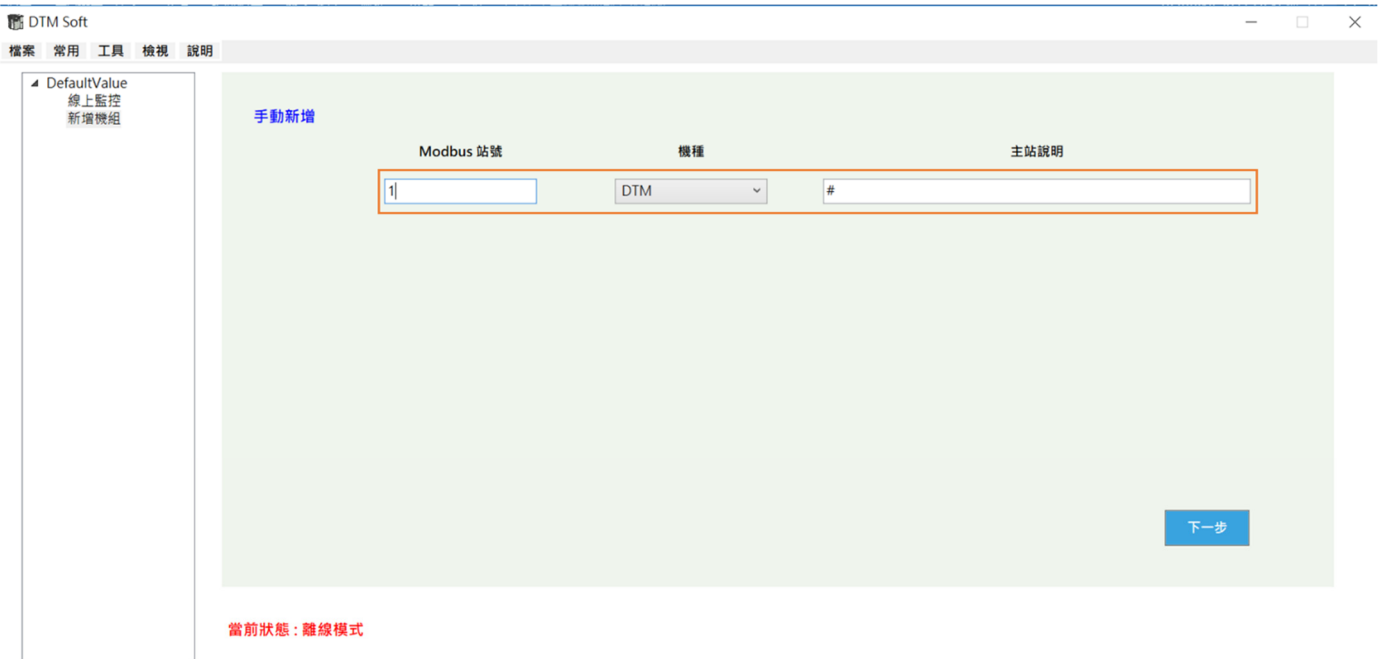 DTM Soft
檔案 常用 工具 檢視 說明
DefaultValue
線上監控
新增機組
手動新增
Modbus 站號 機種 主站說明
1 DTM #
下一步
當前狀態 : 離線模式